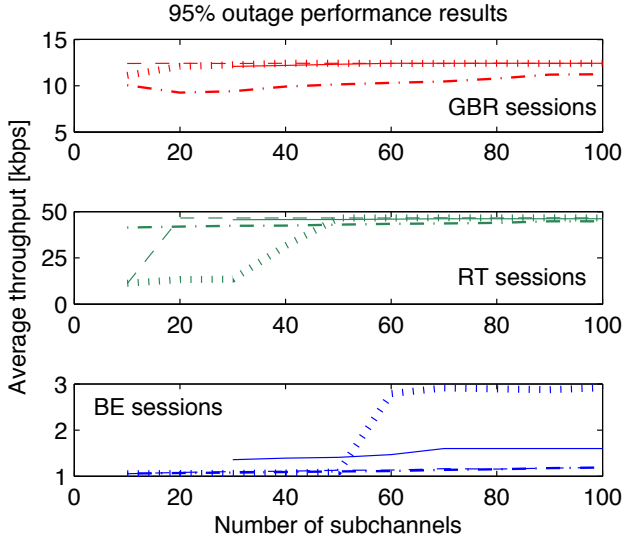 95% outage performance results
15
10
5
GBR sessions
0 20 40 60 80 100
50
25
0
RT sessions
0 20 40 60 80 100
Average throughput [kbps]
3
2
1
BE sessions
0 20 40 60 80 100
Number of subchannels